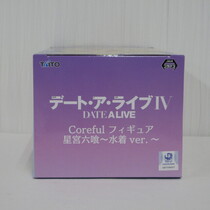 TAITO
デート・ア・ライブⅣ
DATE A LIVE
Coreful フィギュア
星宮六喰～水着 ver.～